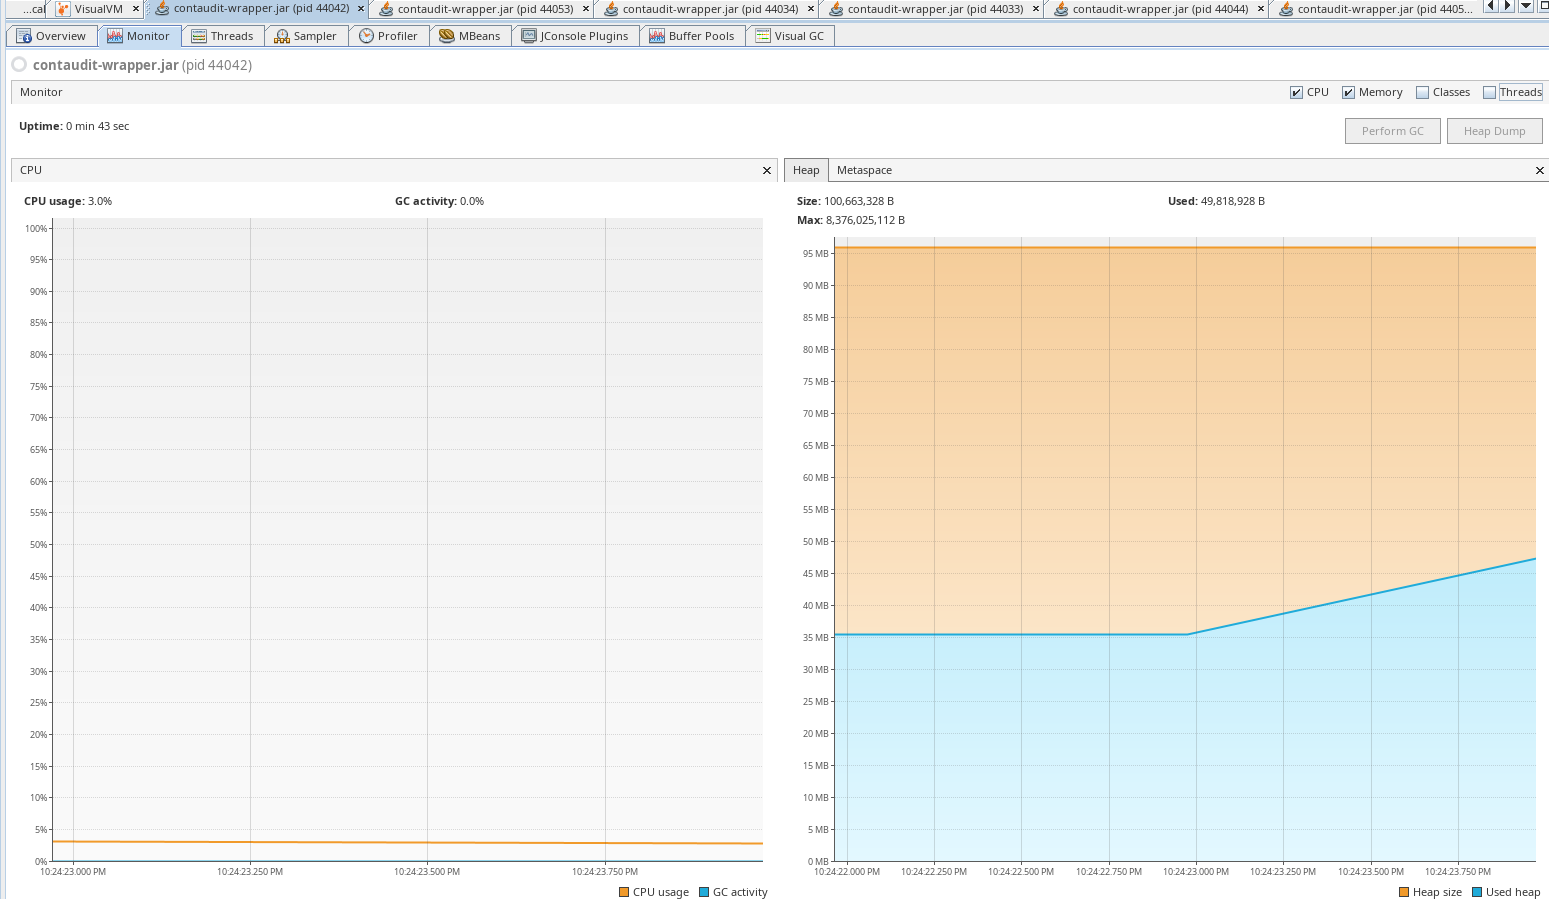 ...cal VisualVM contaudit-wrapper.jar (pid 44042) contaudit-wrapper.jar (pid 44053) contaudit-wrapper.jar (pid 44034) contaudit-wrapper.jar (pid 44033) contaudit-wrapper.jar (pid 44044) contaudit-wrapper.jar (pid 4405...
Overview Monitor Threads Sampler Profiler MBeans JConsole Plugins Buffer Pools Visual GC
contaudit-wrapper.jar (pid 44042)
Monitor CPU Memory Classes Threads
Uptime: 0 min 43 sec
Perform GC Heap Dump
CPU
CPU usage: 3.0% GC activity: 0.0%
100%
95%
90%
85%
80%
75%
70%
65%
60%
55%
50%
45%
40%
35%
30%
25%
20%
15%
10%
5%
0%
10:24:23.000 PM 10:24:23.250 PM 10:24:23.500 PM 10:24:23.750 PM
CPU usage GC activity
Heap Metaspace
Size: 100,663,328 B Used: 49,818,928 B
Max: 8,376,025,112 B
95 MB
90 MB
85 MB
80 MB
75 MB
70 MB
65 MB
60 MB
55 MB
50 MB
45 MB
40 MB
35 MB
30 MB
25 MB
20 MB
15 MB
10 MB
5 MB
0 MB
10:24:22.000 PM 10:24:22.250 PM 10:24:22.500 PM 10:24:22.750 PM 10:24:23.000 PM 10:24:23.250 PM 10:24:23.500 PM 10:24:23.750 PM
Heap size Used heap